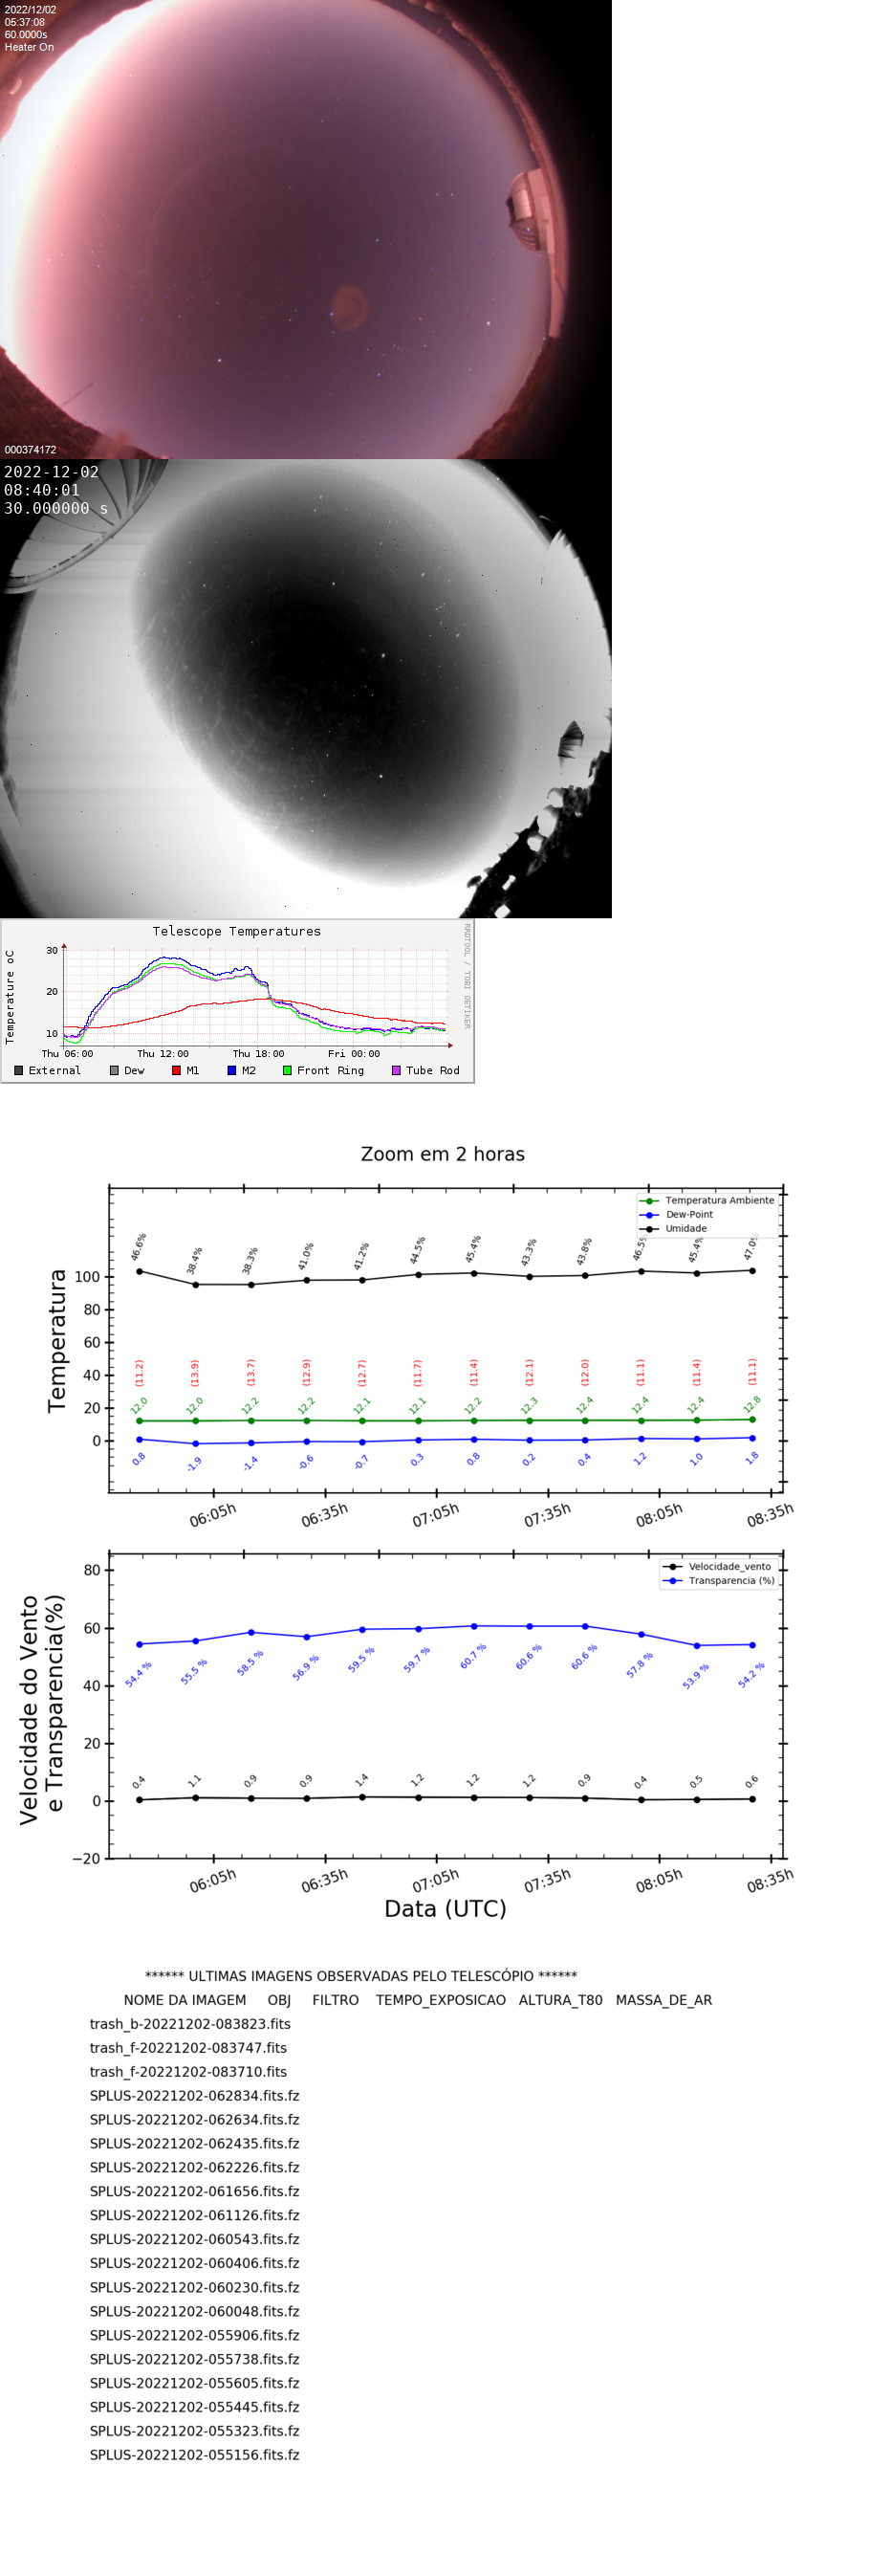 2022/12/02
05:37:08
60.0000s
Heater On
000374172
2022-12-02
08:40:01
30.000000 s
Telescope Temperatures
RRDTOOL / TOBI OETIKER
Temperature oC
30
20
10
Thu 06:00 Thu 12:00 Thu 18:00 Fri 00:00
External Dew M1 M2 Front Ring Tube Rod
Zoom em 2 horas
Temperatura Ambiente
Dew-Point
Umidade
46.6% 38.4% 38.3% 41.0% 41.2% 44.5% 45.4% 43.3% 43.8% 46.5% 45.4% 47.0%
Temperatura
100
80
60
40
20
0
(11.2) (13.9) (13.7) (12.9) (12.7) (11.7) (11.4) (12.1) (12.0) (11.1) (11.4) (11.1)
12.0 12.0 12.2 12.2 12.1 12.1 12.2 12.3 12.4 12.4 12.4 12.8
0.8 -1.9 -1.4 -0.6 -0.7 0.3 0.8 0.2 0.4 1.2 1.0 1.8
06:05h 06:35h 07:05h 07:35h 08:05h 08:35h
Velocidade_vento
Transparencia (%)
Velocidade do Vento
e Transparencia(%)
80
60
40
20
0
−20
54.4 % 55.5 % 58.5 % 56.9 % 59.5 % 59.7 % 60.7 % 60.6 % 60.6 % 57.8 % 53.9 % 54.2 %
0.4 1.1 0.9 0.9 1.4 1.2 1.2 1.2 0.9 0.4 0.5 0.6
06:05h 06:35h 07:05h 07:35h 08:05h 08:35h
Data (UTC)
****** ULTIMAS IMAGENS OBSERVADAS PELO TELESCÓPIO ******
NOME DA IMAGEM OBJ FILTRO TEMPO_EXPOSICAO ALTURA_T80 MASSA_DE_AR
trash_b-20221202-083823.fits
trash_f-20221202-083747.fits
trash_f-20221202-083710.fits
SPLUS-20221202-062834.fits.fz
SPLUS-20221202-062634.fits.fz
SPLUS-20221202-062435.fits.fz
SPLUS-20221202-062226.fits.fz
SPLUS-20221202-061656.fits.fz
SPLUS-20221202-061126.fits.fz
SPLUS-20221202-060543.fits.fz
SPLUS-20221202-060406.fits.fz
SPLUS-20221202-060230.fits.fz
SPLUS-20221202-060048.fits.fz
SPLUS-20221202-055906.fits.fz
SPLUS-20221202-055738.fits.fz
SPLUS-20221202-055605.fits.fz
SPLUS-20221202-055445.fits.fz
SPLUS-20221202-055323.fits.fz
SPLUS-20221202-055156.fits.fz